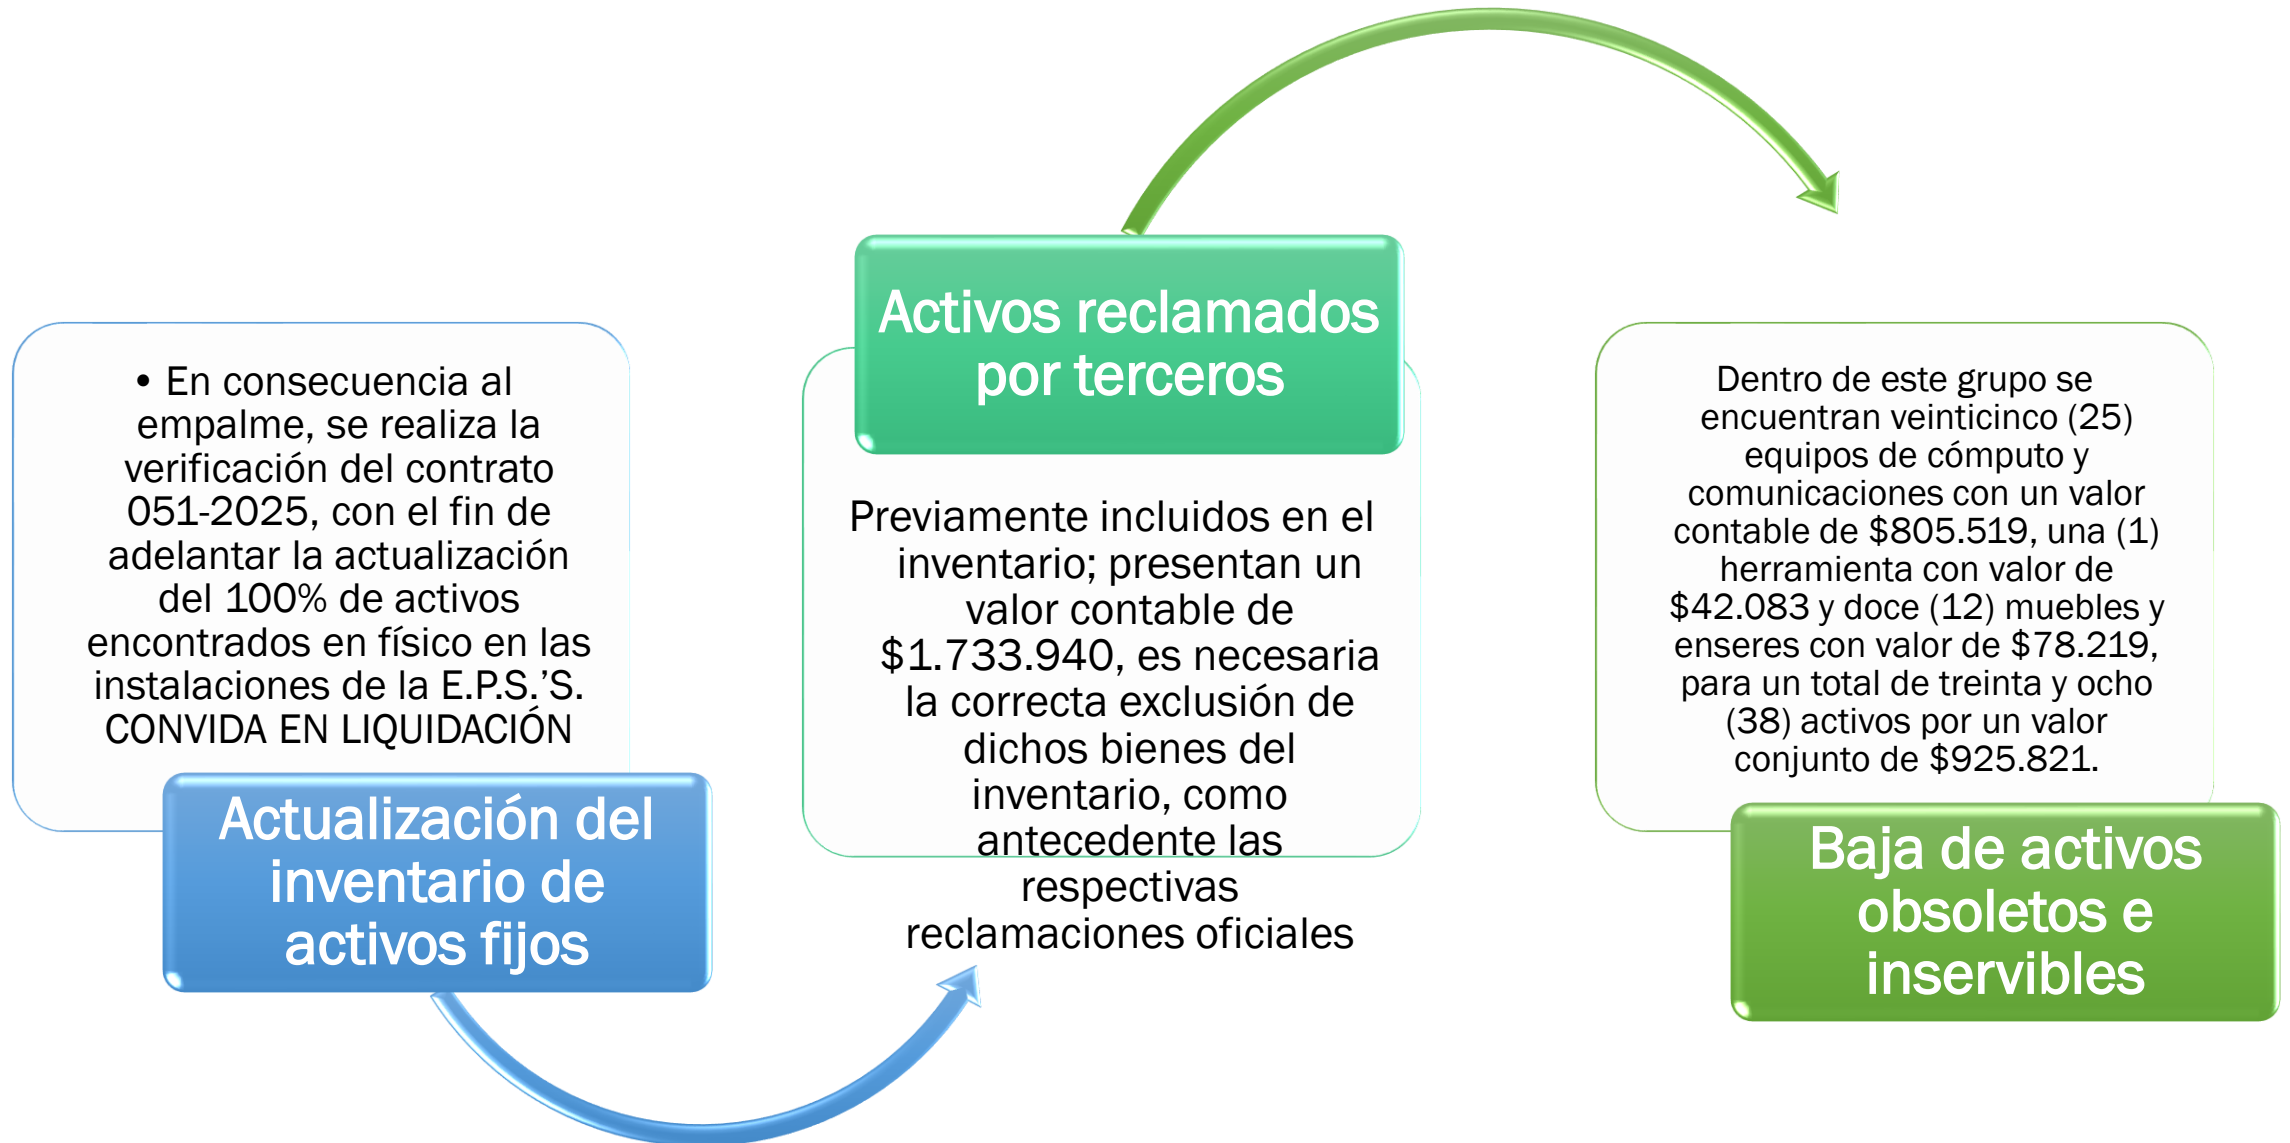 • En consecuencia al
empalme, se realiza la
verificación del contrato
051-2025, con el fin de
adelantar la actualización
del 100% de activos
encontrados en físico en las
instalaciones de la E.P.S.’S.
CONVIDA EN LIQUIDACIÓN
Actualización del
inventario de
activos fijos
Activos reclamados
por terceros
Previamente incluidos en el
inventario; presentan un
valor contable de
$1.733.940, es necesaria
la correcta exclusión de
dichos bienes del
inventario, como
antecedente las
respectivas
reclamaciones oficiales
Dentro de este grupo se
encuentran veinticinco (25)
equipos de cómputo y
comunicaciones con un valor
contable de $805.519, una (1)
herramienta con valor de
$42.083 y doce (12) muebles y
enseres con valor de $78.219,
para un total de treinta y ocho
(38) activos por un valor
conjunto de $925.821.
Baja de activos
obsoletos e
inservibles